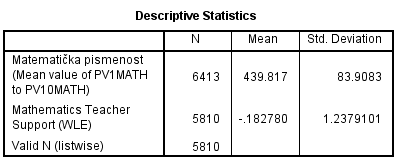 Descriptive Statistics
N Mean Std. Deviation
Matematička pismenost
(Mean value of PV1MATH
to PV10MATH) 6413 439.817 83.9083
Mathematics Teacher
Support (WLE) 5810 -.182780 1.2379101
Valid N (listwise) 5810